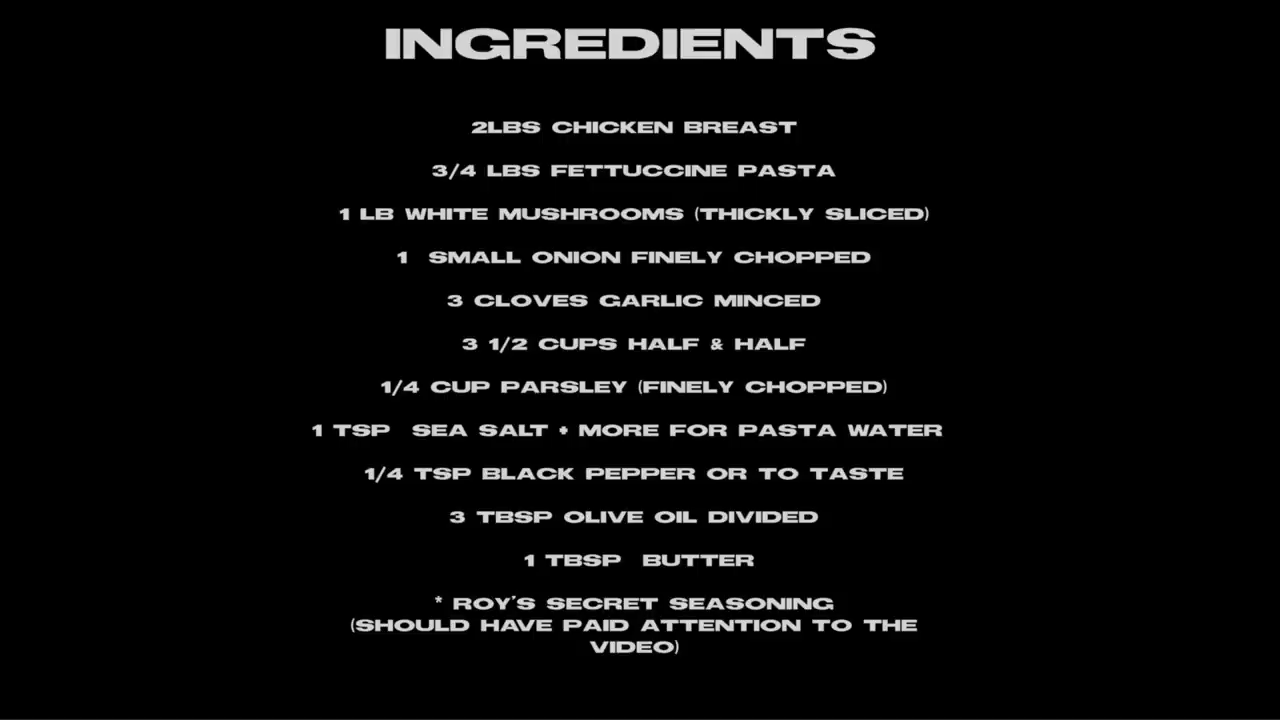 INGREDIENTS
2LBS CHICKEN BREAST
3/4 LBS FETTUCCINE PASTA
1 LB WHITE MUSHROOMS (THICKLY SLICED)
1 SMALL ONION FINELY CHOPPED
3 CLOVES GARLIC MINCED
3 1/2 CUPS HALF & HALF
1/4 CUP PARSLEY (FINELY CHOPPED)
1 TSP SEA SALT + MORE FOR PASTA WATER
1/4 TSP BLACK PEPPER OR TO TASTE
3 TBSP OLIVE OIL DIVIDED
1 TBSP BUTTER
* ROY'S SECRET SEASONING
(SHOULD HAVE PAID ATTENTION TO THE
VIDEO)